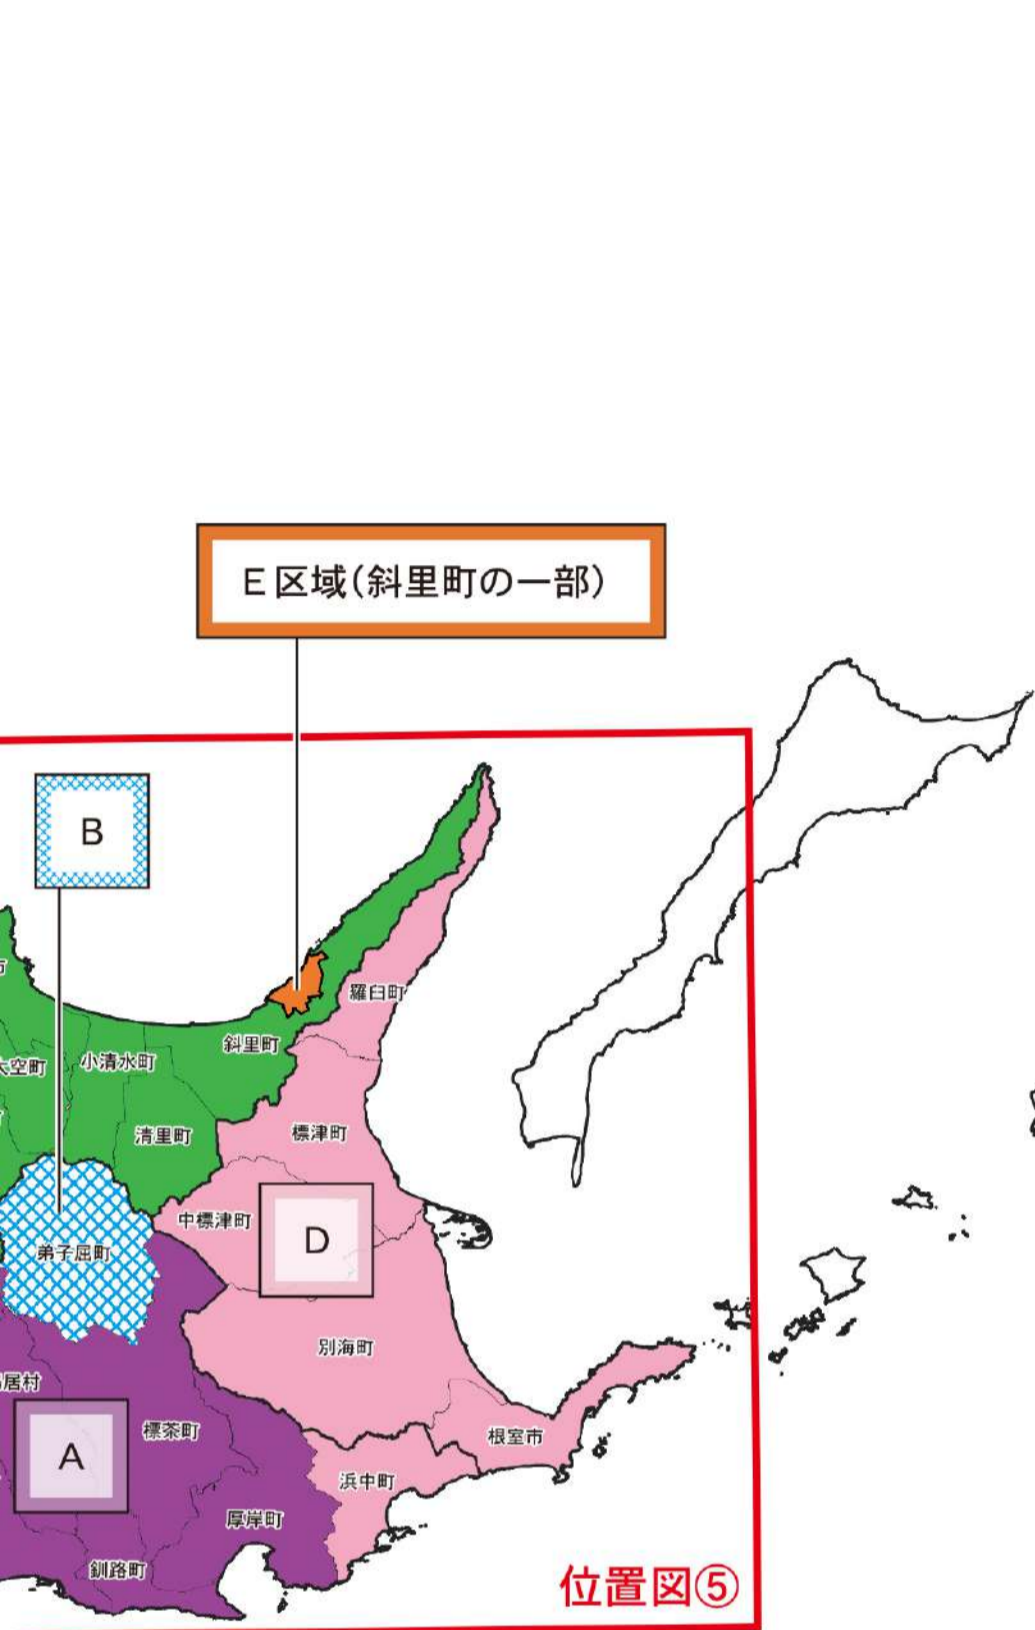 E区域(斜里町の一部)
B
市
羅臼町
斜里町
大空町
小清水町
清里町
標津町
中標津町
D
弟子屈町
別海町
居村
A
標茶町
根室市
浜中町
厚岸町
釧路町
位置図⑤